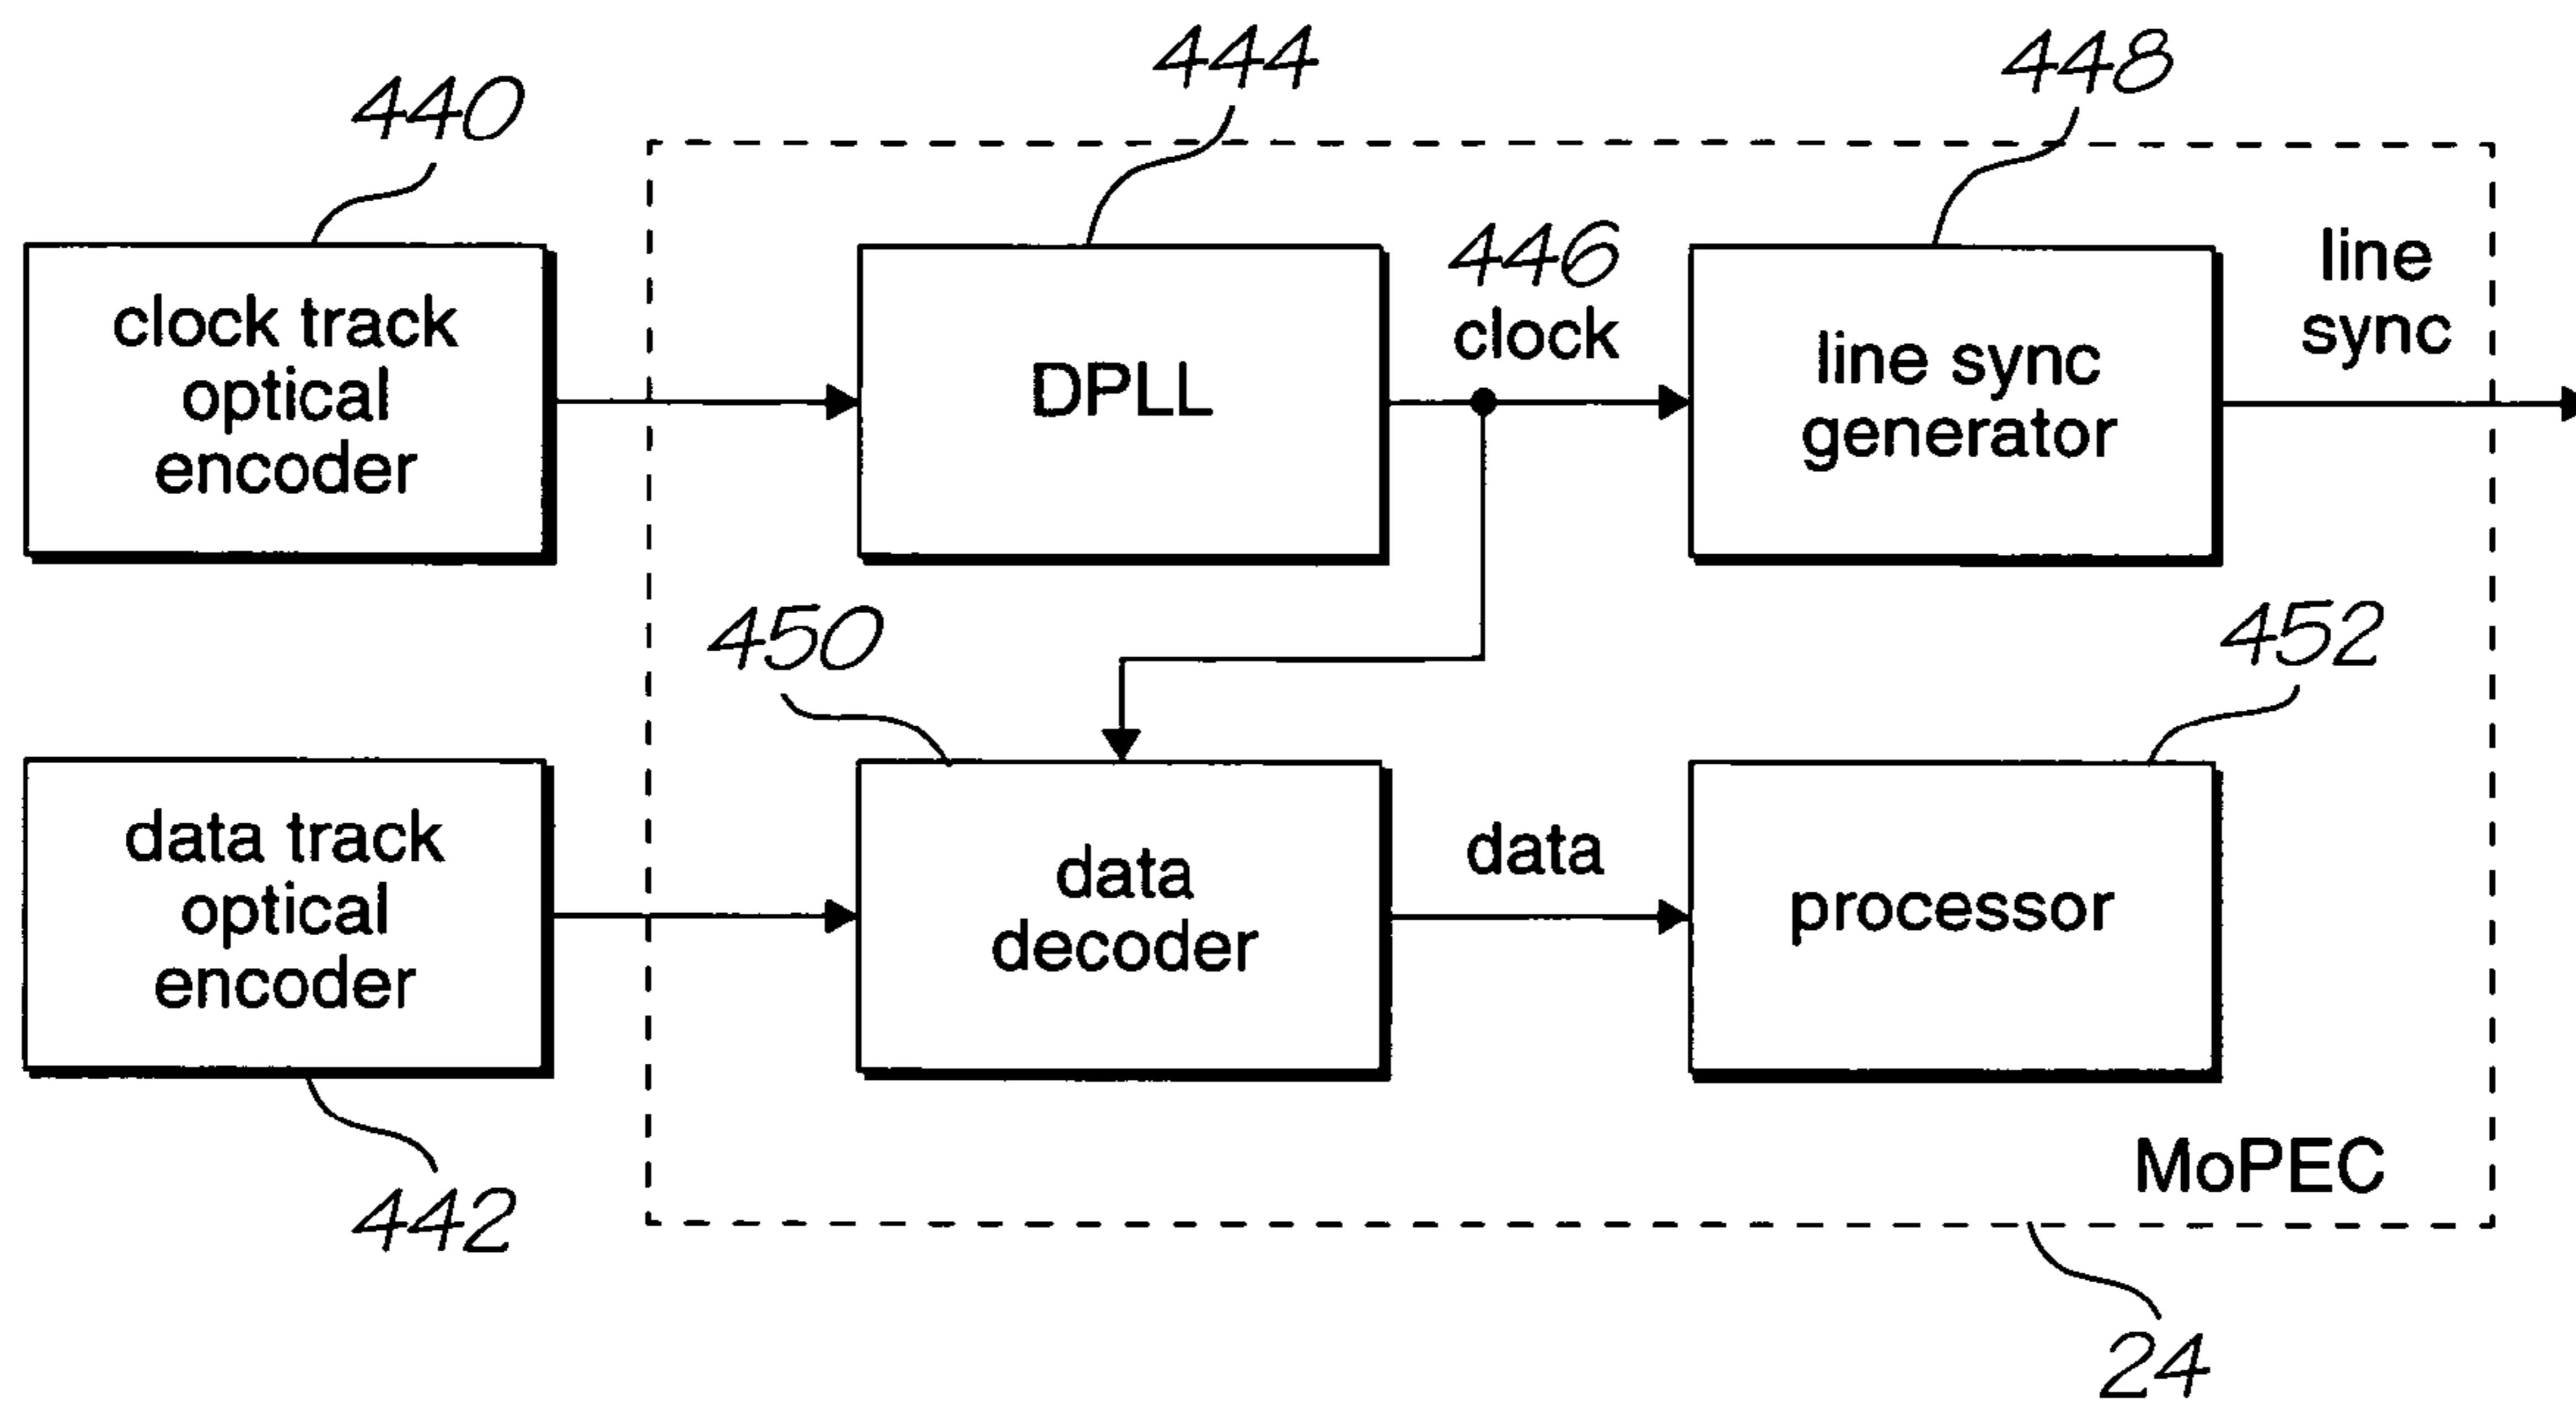 444
448
440
446
line
clock track
optical
encoder
DPLL
clock
line sync
generator
sync
450
452
data track
optical
encoder
data
decoder
data
processor
MoPEC
442
24